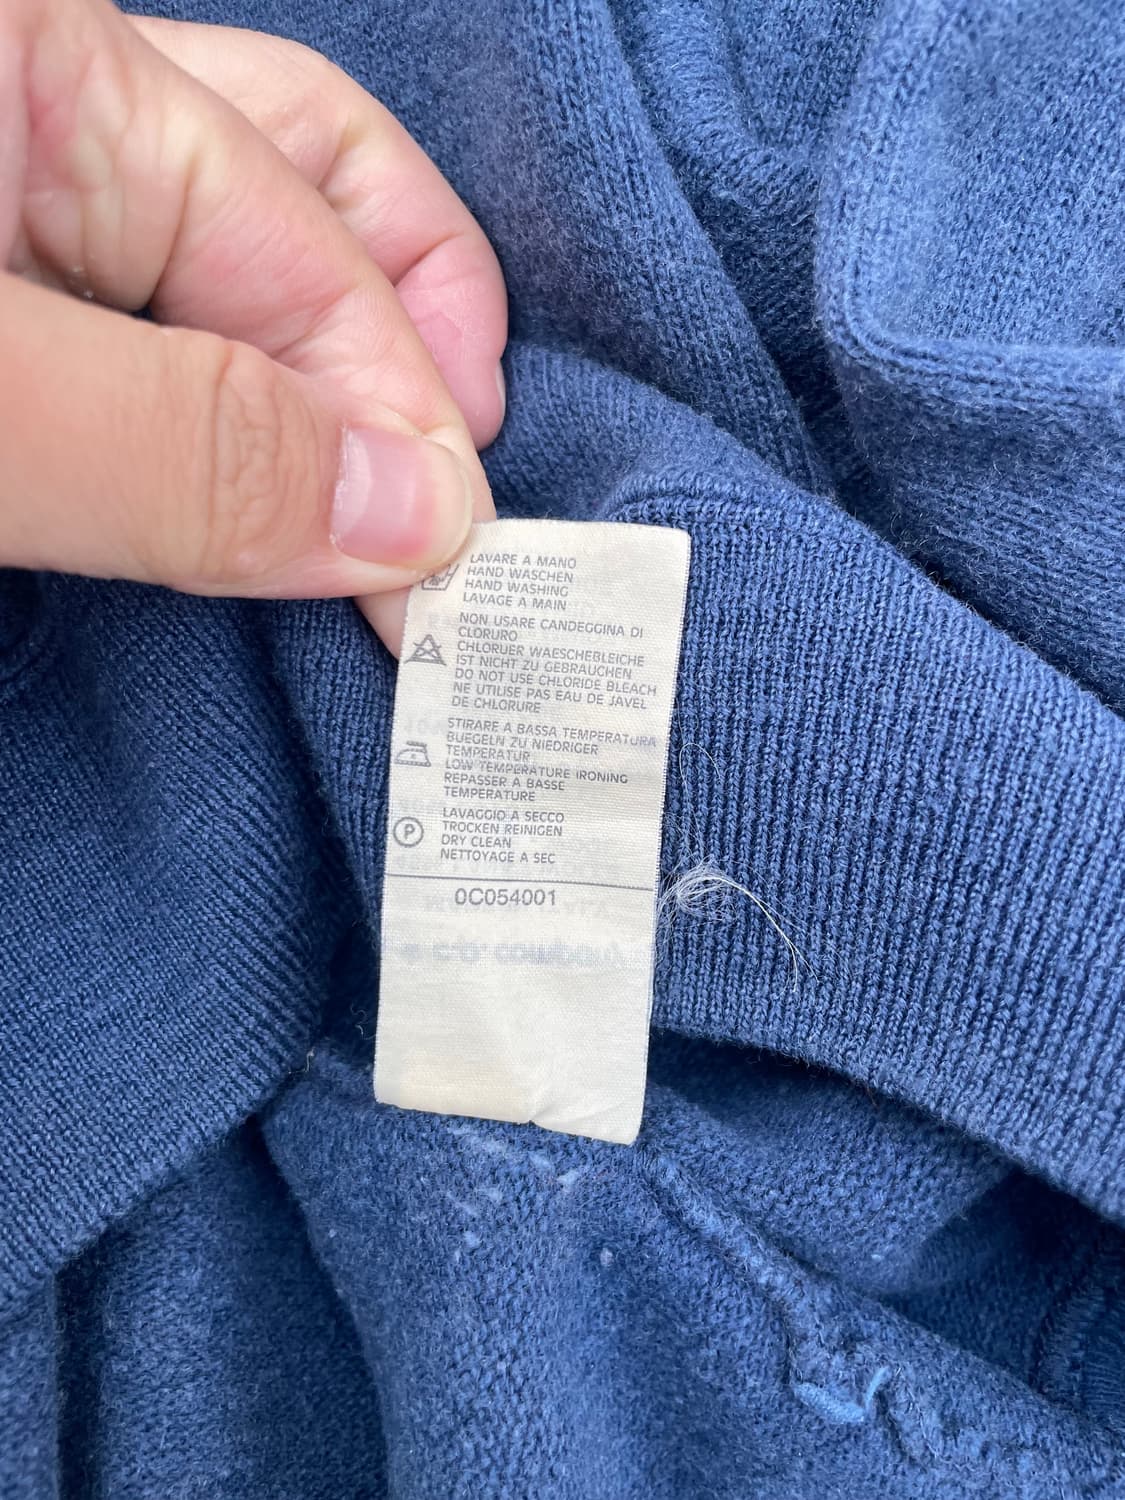 LAVARE A MANO
HAND WASCHEN
HAND WASHING
LAVAGE A MAIN
NON USARE CANDEGGINA DI
CLORURO
CHLORUER WAESCHEBLEICHE
IST NICHT ZU GEBRAUCHEN
DO NOT USE CHLORIDE BLEACH
NE UTILISE PAS EAU DE JAVEL
DE CHLORURE
STIRARE A BASSA TEMPERATURA
BUEGELN ZU NIEDRIGER
TEMPERATUR
LOW TEMPERATURE IRONING
REPASSER A BASSE
TEMPERATURE
P
LAVAGGIO A SECCO
TROCKEN REINIGEN
DRY CLEAN
NETTOYAGE A SEC
0C054001